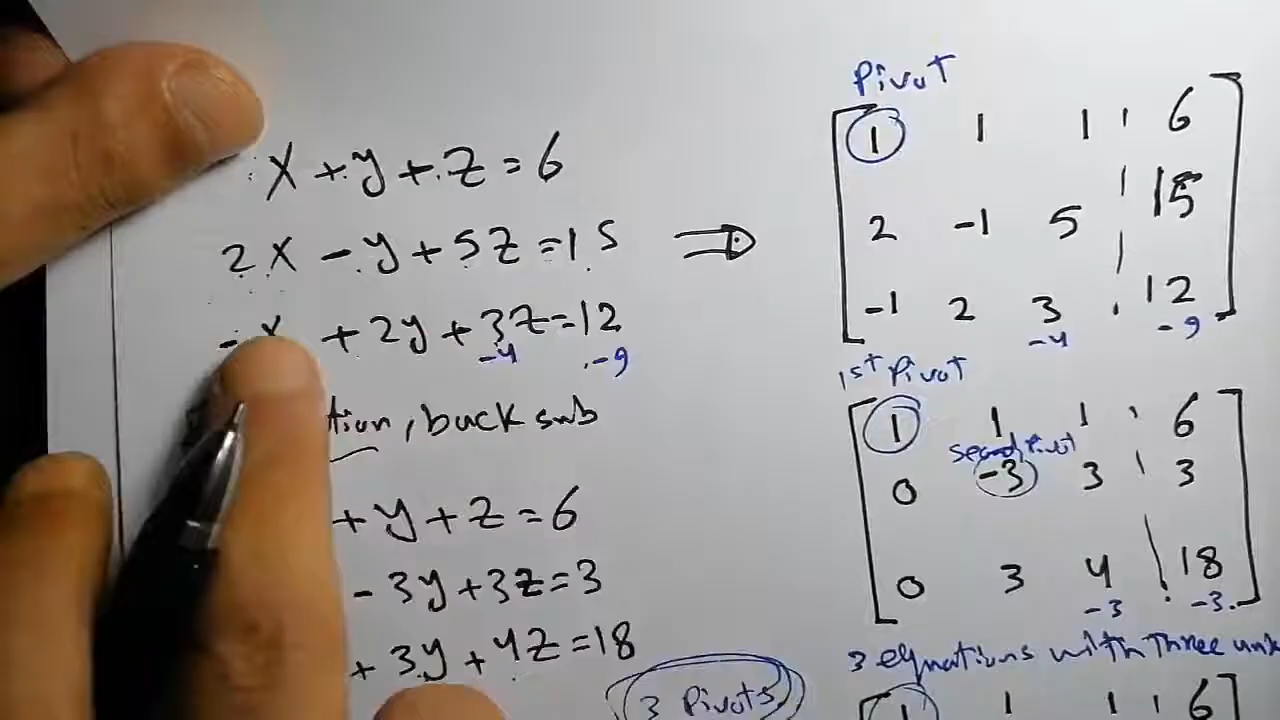 x + y + z = 6
2x - y + 5z = 15
-x + 2y + 3z = 12
-4 -9
, back sub
+ y + z = 6
- 3y + 3z = 3
+ 3y + 4z = 18
3 Pivots
⇒
Pivot
1 1 1 6
2 -1 5 15
-1 2 3 12
-4 -9
1st Pivot
1 1 1 6
second Pivot
0 -3 3 3
0 3 4 18
-3 -3
3 equations with Three
1 1 1 6